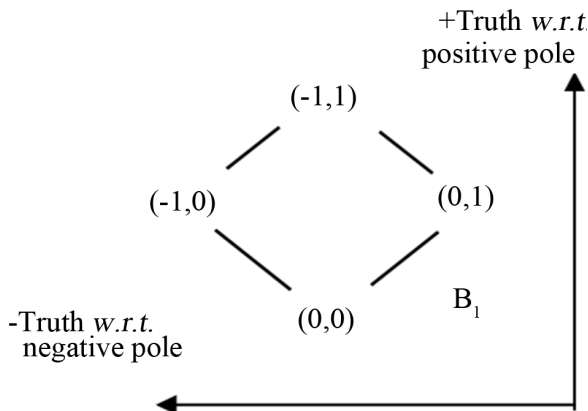 +Truth w.r.t.
positive pole
(-1,1)
(-1,0)
(0,1)
(0,0)
B₁
-Truth w.r.t.
negative pole